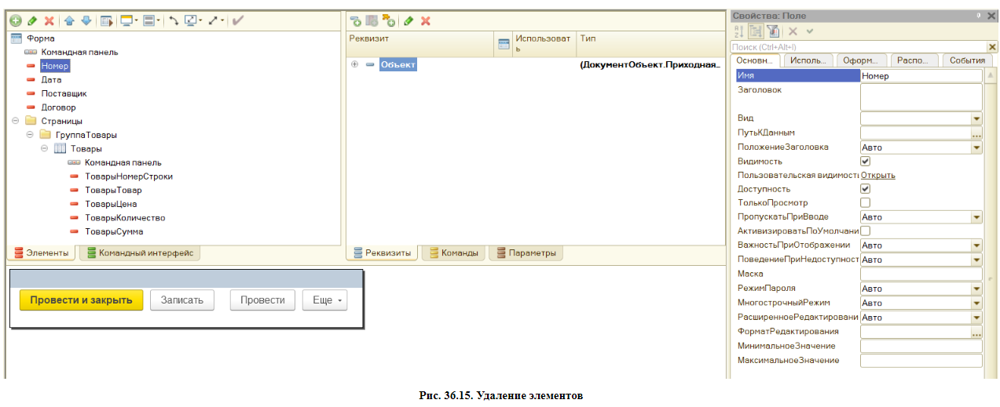 Форма
Командная панель
Номер
Дата
Поставщик
Договор
Страницы
ГруппаТовары
Товары
Командная панель
ТоварыНомерСтроки
ТоварыТовар
ТоварыЦена
ТоварыКоличество
ТоварыСумма
Элементы
Командный интерфейс
Реквизит
Использовать
Тип
Объект
(ДокументОбъект.Приходная...
Реквизиты
Команды
Параметры
Провести и закрыть
Записать
Провести
Еще
Свойства: Поле
Поиск (Ctrl+Alt+I)
Основн...
Исполь...
Оформ...
Распо...
События
Имя Номер
Заголовок
Вид
ПутьКДанным
ПоложениеЗаголовка Авто
Видимость
Пользовательская видимость Открыть
Доступность
ТолькоПросмотр
ПропускатьПриВводе Авто
АктивизироватьПоУмолчани
ВажностьПриОтображении Авто
ПоведениеПриНедоступност Авто
Маска
РежимПароля Авто
МногострочныйРежим Авто
РасширенноеРедактировани Авто
ФорматРедактирования
МинимальноеЗначение
МаксимальноеЗначение
Рис. 36.15. Удаление элементов